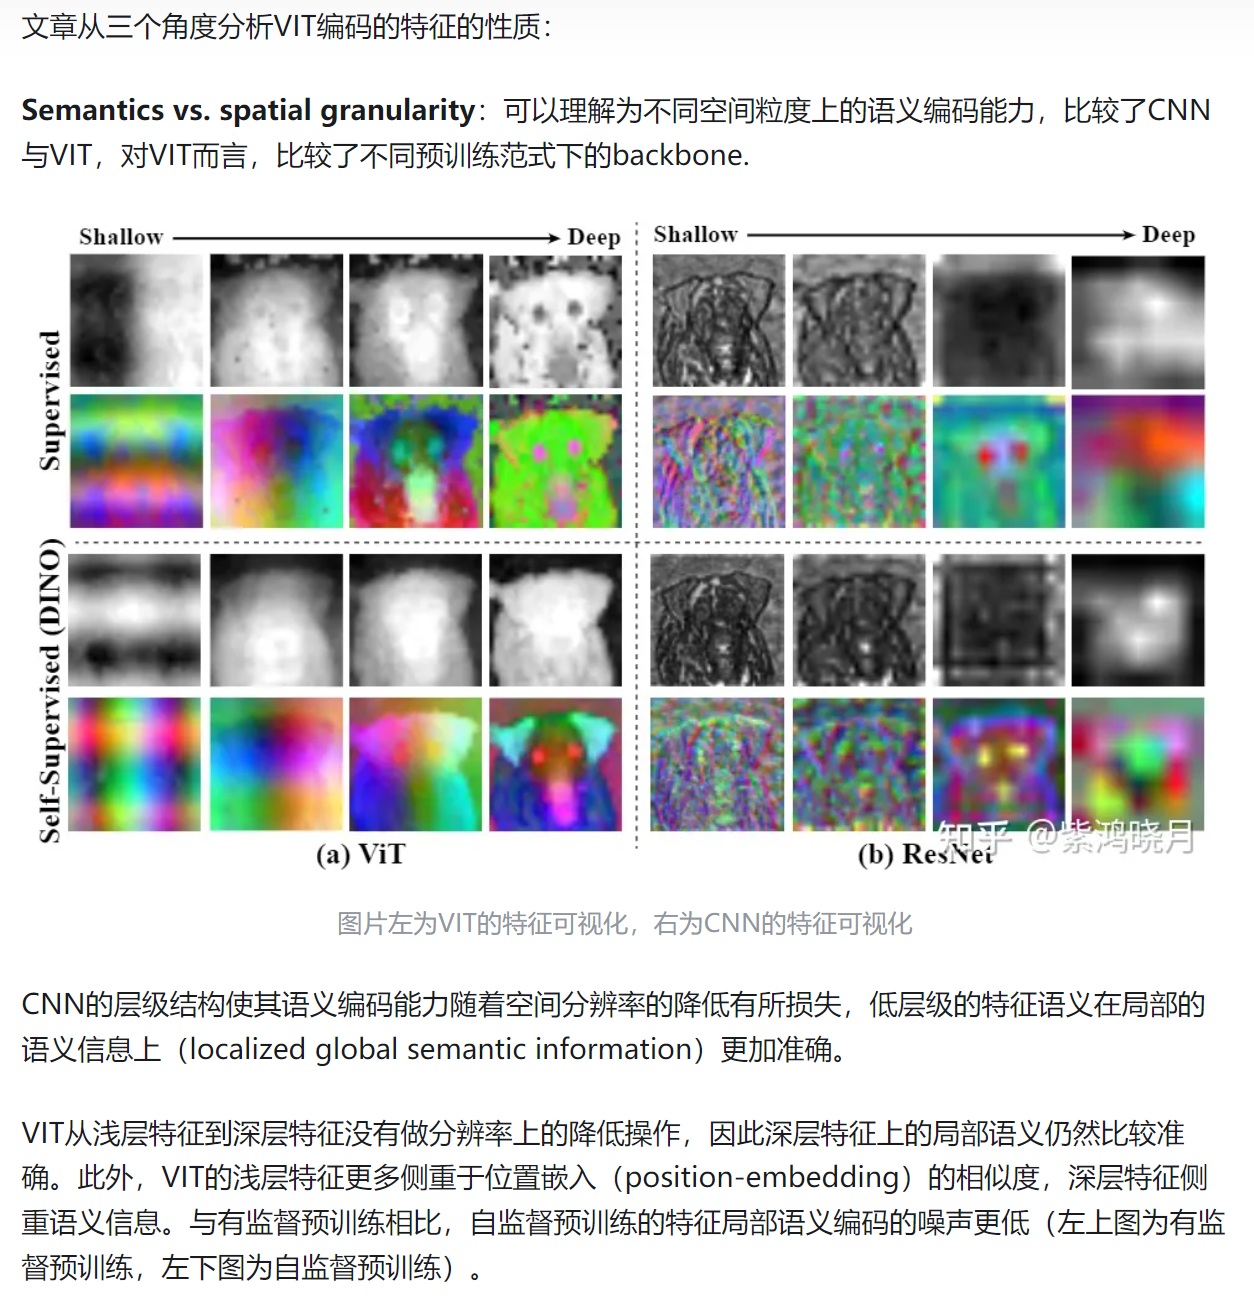 文章从三个角度分析VIT编码的特征的性质：
Semantics vs. spatial granularity：可以理解为不同空间粒度上的语义编码能力，比较了CNN
与VIT，对VIT而言，比较了不同预训练范式下的backbone.
Shallow Deep
Shallow Deep
Supervised
Self-Supervised (DINO)
知乎 @紫鸿晓月
(a) ViT
(b) ResNet
图片左为VIT的特征可视化，右为CNN的特征可视化
CNN的层级结构使其语义编码能力随着空间分辨率的降低有所损失，低层级的特征语义在局部的
语义信息上（localized global semantic information）更加准确。
VIT从浅层特征到深层特征没有做分辨率上的降低操作，因此深层特征上的局部语义仍然比较准
确。此外，VIT的浅层特征更多侧重于位置嵌入（position-embedding）的相似度，深层特征侧
重语义信息。与有监督预训练相比，自监督预训练的特征局部语义编码的噪声更低（左上图为有监
督预训练，左下图为自监督预训练）。